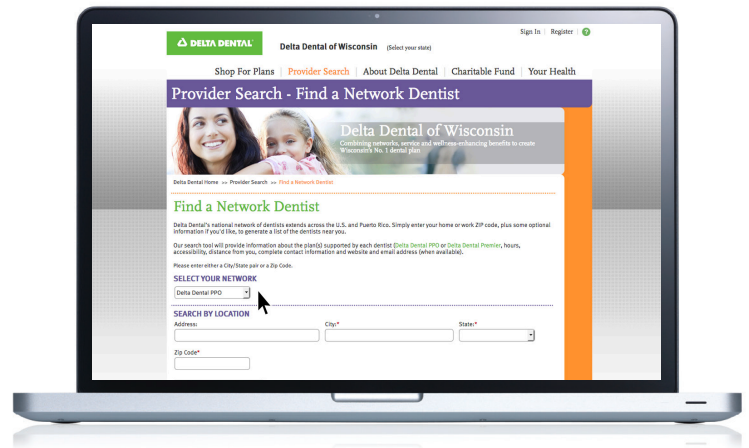 Sign In | Register | ?
DELTA DENTAL
Delta Dental of Wisconsin (Select your state)
Shop For Plans | Provider Search | About Delta Dental | Charitable Fund | Your Health
Provider Search - Find a Network Dentist
Delta Dental of Wisconsin
Combining networks, service and wellness-enhancing benefits to create
Wisconsin's No. 1 dental plan
Delta Dental Home >> Provider Search >> Find a Network Dentist
Find a Network Dentist
Delta Dental's national network of dentists extends across the U.S. and Puerto Rico. Simply enter your home or work ZIP code, plus some optional
information if you'd like, to generate a list of the dentists near you.
Our search tool will provide information about the plan(s) supported by each dentist (Delta Dental PPO or Delta Dental Premier, hours,
accessibility, distance from you, complete contact information and website and email address (when available).
Please enter either a City/State pair or a Zip Code.
SELECT YOUR NETWORK
Delta Dental PPO
SEARCH BY LOCATION
Address: City:* State:*
Zip Code*